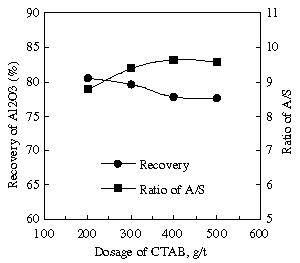 90
85
80
75
70
65
60
Recovery of Al2O3 (%)
11
10
9
8
7
6
5
Ratio of A/S
Recovery
Ratio of A/S
100 200 300 400 500 600
Dosage of CTAB, g/t